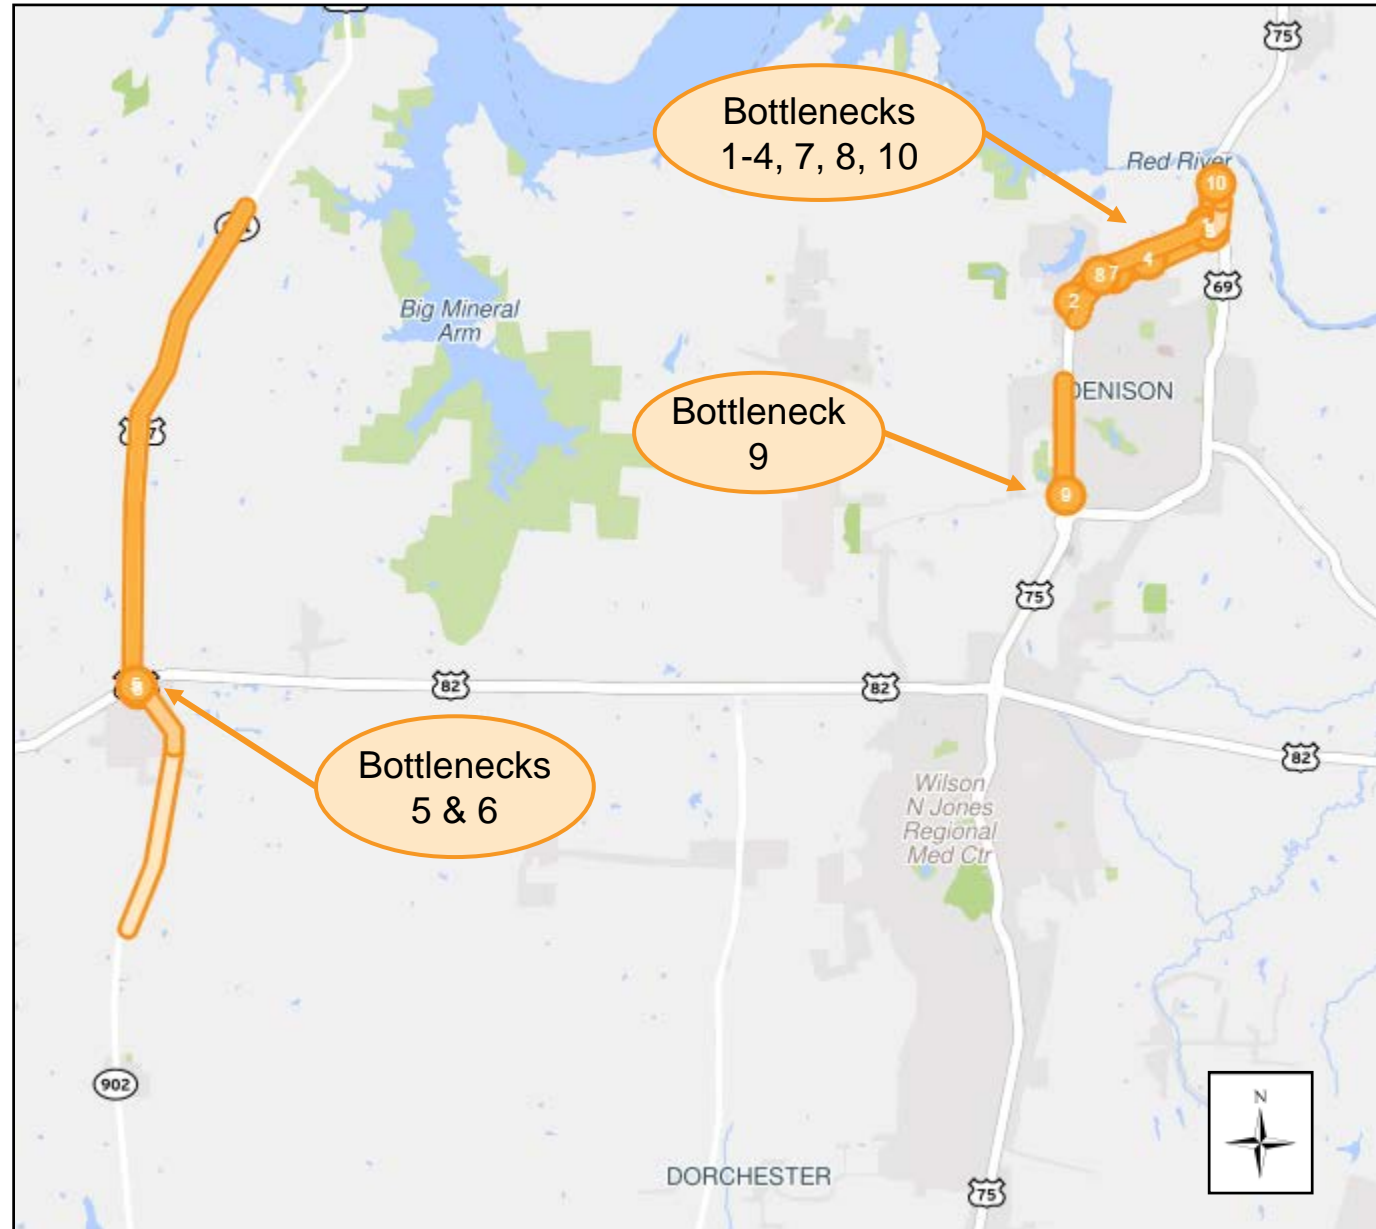 75
Bottlenecks
1-4, 7, 8, 10
Red River
10
4
8
7
2
69
Big Mineral
Arm
DENISON
Bottleneck
9
9
75
5
82
82
82
Bottlenecks
5 & 6
Wilson
N Jones
Regional
Med Ctr
902
N
DORCHESTER
75